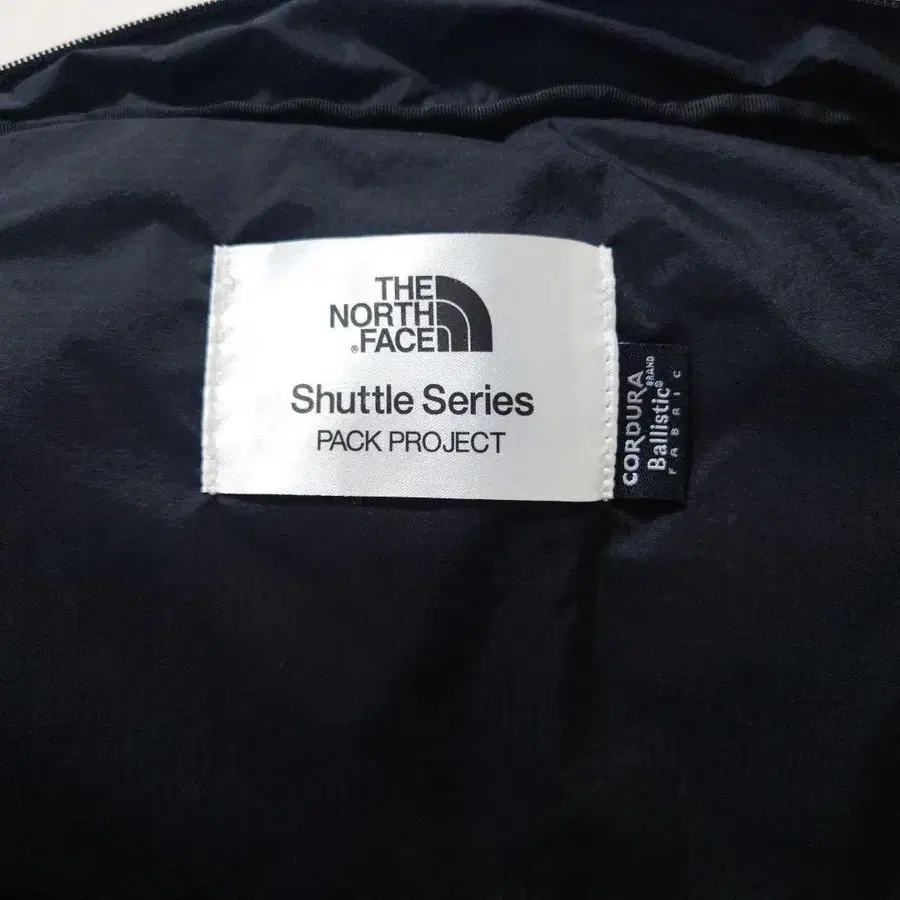 THE
NORTH
FACE
Shuttle Series
PACK PROJECT
CORDURA
BRAND
Ballistic®
FABRIC